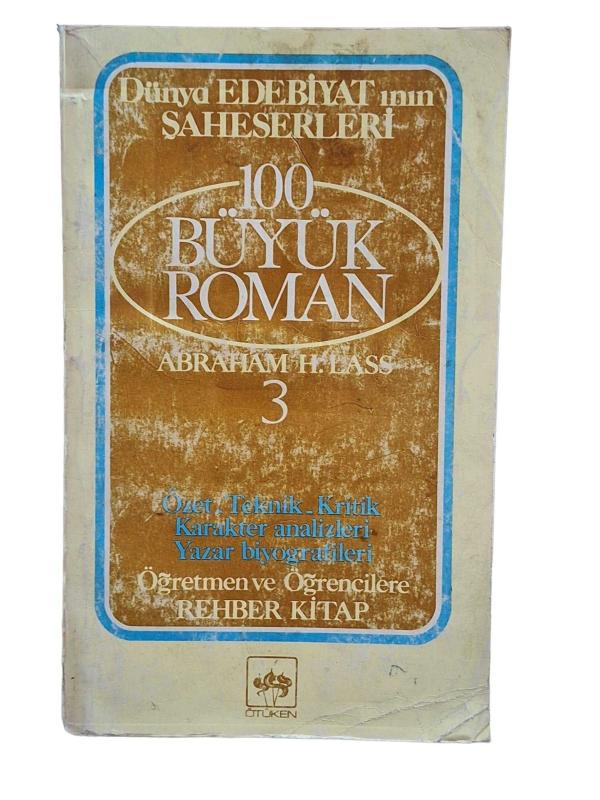 Dünya EDEBİYAT ının
ŞAHESERLERİ
100
BÜYÜK
ROMAN
ABRAHAM H. LASS
3
Özet - Teknik - Kritik
Karakter analizleri
Yazar biyografileri
Öğretmen ve Öğrencilere
REHBER KİTAP
ÖTÜKEN